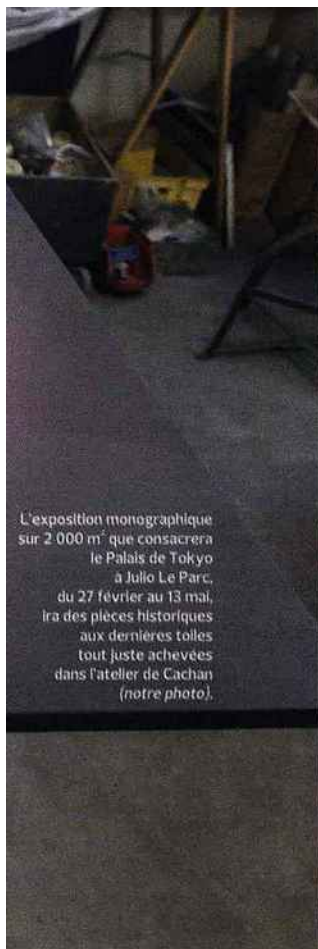 L'exposition monographique
sur 2 000 m² que consacrera
le Palais de Tokyo
à Julio Le Parc,
du 27 février au 13 mai,
ira des pièces historiques
aux dernières toiles
tout juste achevées
dans l'atelier de Cachan
(notre photo).